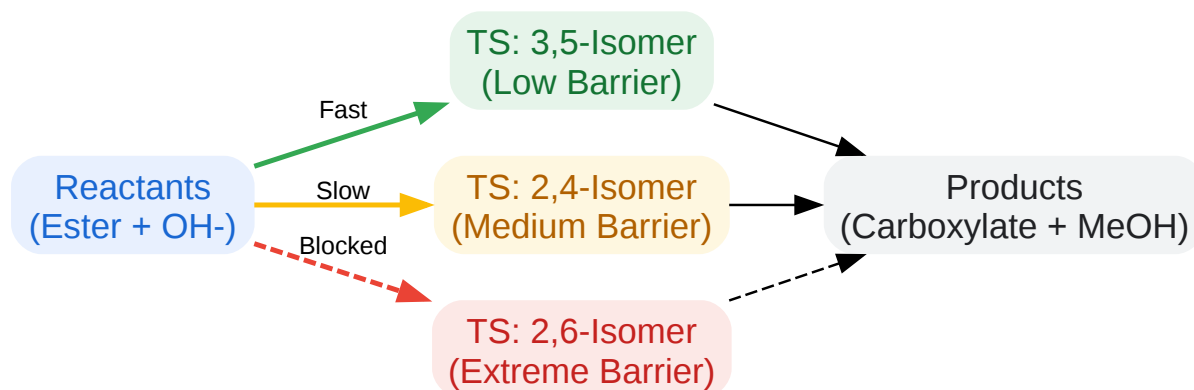 TS: 3,5-Isomer
(Low Barrier)
Fast
Reactants
(Ester + OH-)
Slow
TS: 2,4-Isomer
(Medium Barrier)
Products
(Carboxylate + MeOH)
Blocked
TS: 2,6-Isomer
(Extreme Barrier)